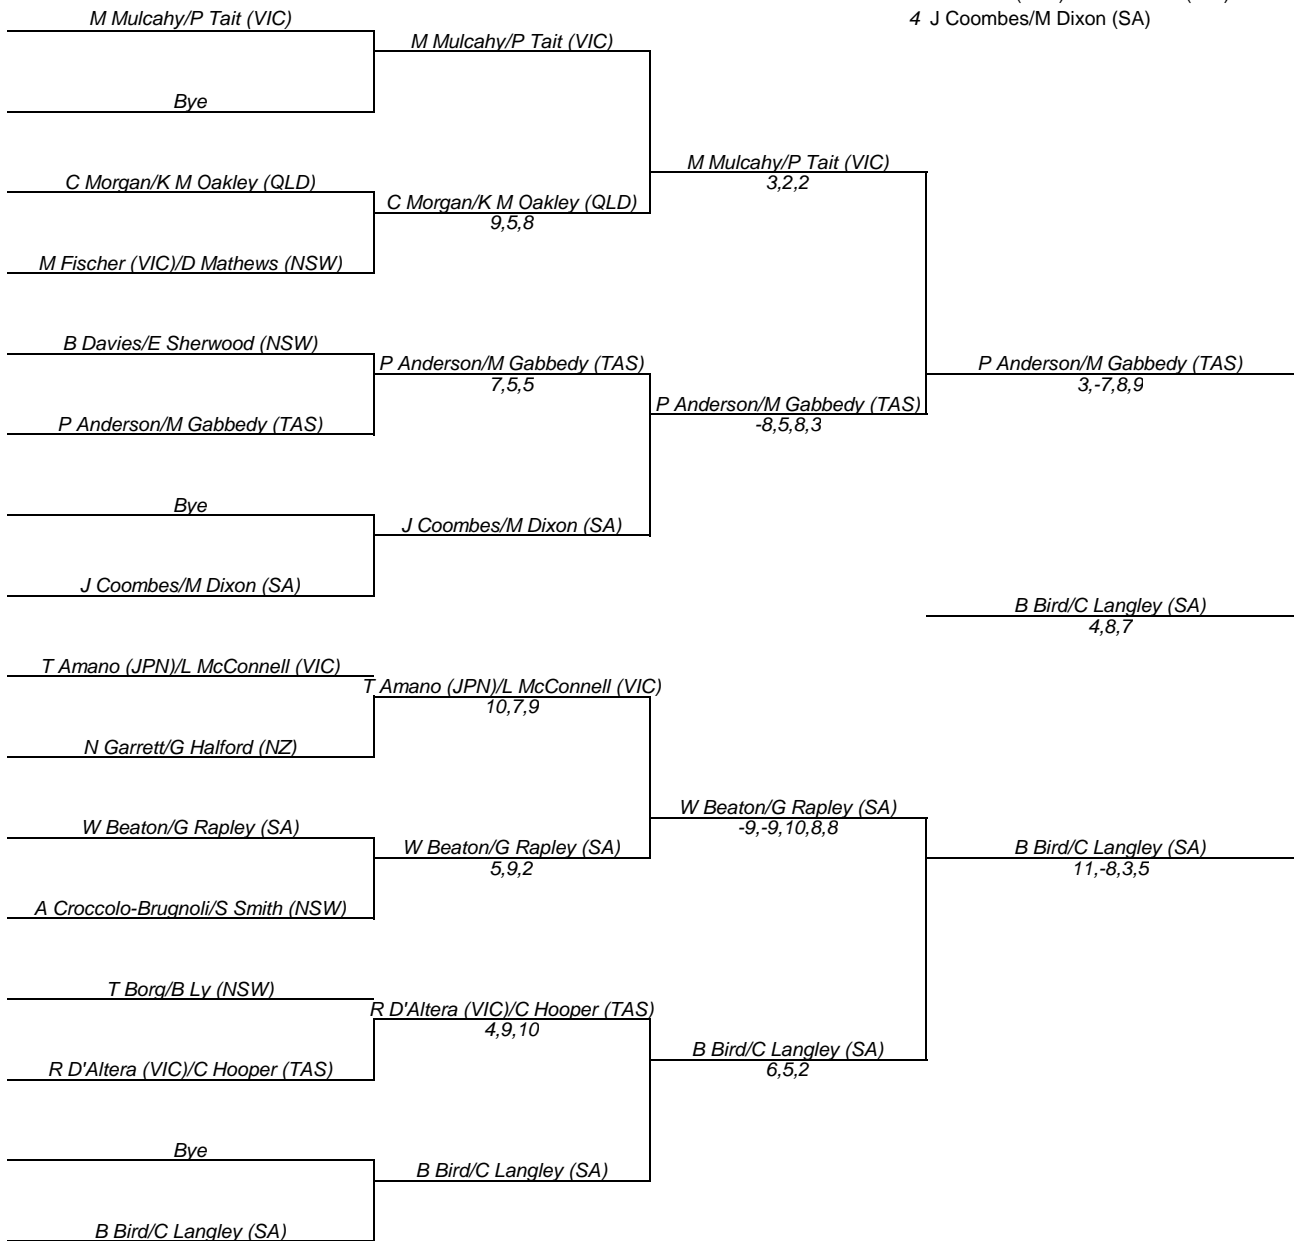 4 J Coombes/M Dixon (SA)
M Mulcahy/P Tait (VIC)
M Mulcahy/P Tait (VIC)
Bye
M Mulcahy/P Tait (VIC)
3,2,2
C Morgan/K M Oakley (QLD)
C Morgan/K M Oakley (QLD)
9,5,8
M Fischer (VIC)/D Mathews (NSW)
B Davies/E Sherwood (NSW)
P Anderson/M Gabbedy (TAS)
7,5,5
P Anderson/M Gabbedy (TAS)
3,-7,8,9
P Anderson/M Gabbedy (TAS)
-8,5,8,3
P Anderson/M Gabbedy (TAS)
Bye
J Coombes/M Dixon (SA)
J Coombes/M Dixon (SA)
B Bird/C Langley (SA)
4,8,7
T Amano (JPN)/L McConnell (VIC)
T Amano (JPN)/L McConnell (VIC)
10,7,9
N Garrett/G Halford (NZ)
W Beaton/G Rapley (SA)
-9,-9,10,8,8
W Beaton/G Rapley (SA)
W Beaton/G Rapley (SA)
5,9,2
B Bird/C Langley (SA)
11,-8,3,5
A Croccolo-Brugnoli/S Smith (NSW)
T Borg/B Ly (NSW)
R D'Altera (VIC)/C Hooper (TAS)
4,9,10
B Bird/C Langley (SA)
6,5,2
R D'Altera (VIC)/C Hooper (TAS)
Bye
B Bird/C Langley (SA)
B Bird/C Langley (SA)